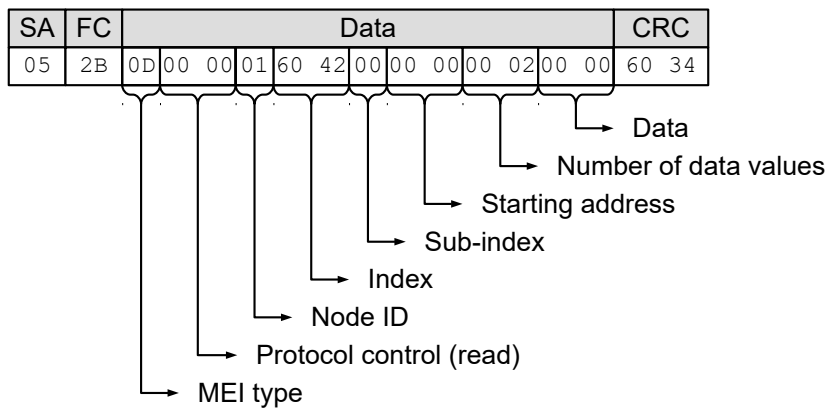 SA FC Data CRC
05 2B 0D 00 00 01 60 42 00 00 00 00 02 00 00 60 34
Data
Number of data values
Starting address
Sub-index
Index
Node ID
Protocol control (read)
MEI type